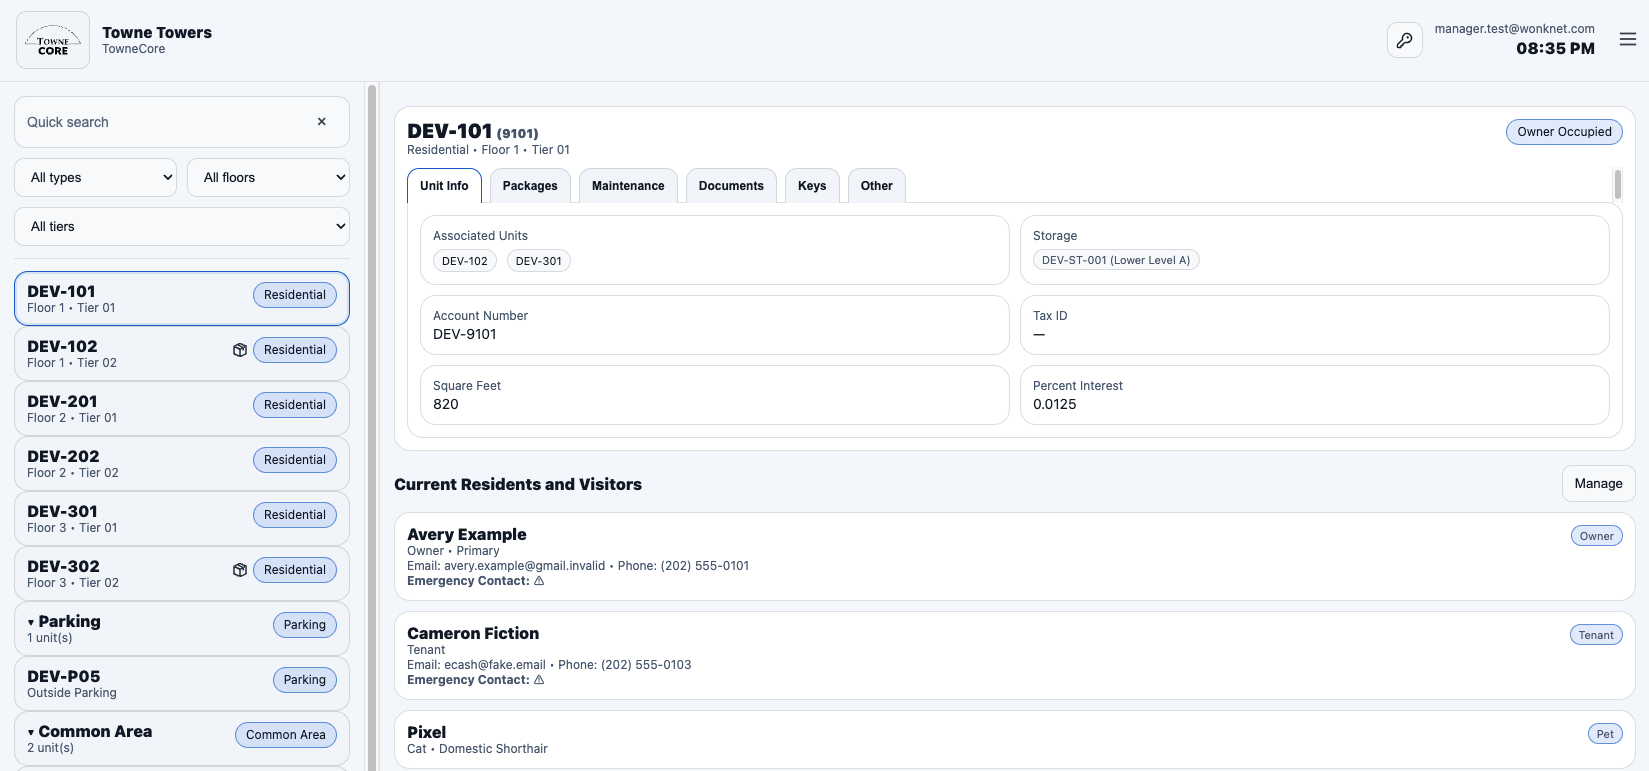 TOWNE
CORE
Towne Towers
TowneCore
manager.test@wonknet.com
08:35 PM
Quick search ×
All types
All floors
All tiers
DEV-101
Floor 1 • Tier 01
Residential
DEV-102
Floor 1 • Tier 02
Residential
DEV-201
Floor 2 • Tier 01
Residential
DEV-202
Floor 2 • Tier 02
Residential
DEV-301
Floor 3 • Tier 01
Residential
DEV-302
Floor 3 • Tier 02
Residential
▾ Parking
1 unit(s)
Parking
DEV-P05
Outside Parking
Parking
▾ Common Area
2 unit(s)
Common Area
DEV-101 (9101)
Residential • Floor 1 • Tier 01
Owner Occupied
Unit Info
Packages
Maintenance
Documents
Keys
Other
Associated Units
DEV-102
DEV-301
Storage
DEV-ST-001 (Lower Level A)
Account Number
DEV-9101
Tax ID
—
Square Feet
820
Percent Interest
0.0125
Current Residents and Visitors
Manage
Avery Example
Owner • Primary
Email: avery.example@gmail.invalid • Phone: (202) 555-0101
Emergency Contact: ⚠
Owner
Cameron Fiction
Tenant
Email: ecash@fake.email • Phone: (202) 555-0103
Emergency Contact: ⚠
Tenant
Pixel
Cat • Domestic Shorthair
Pet